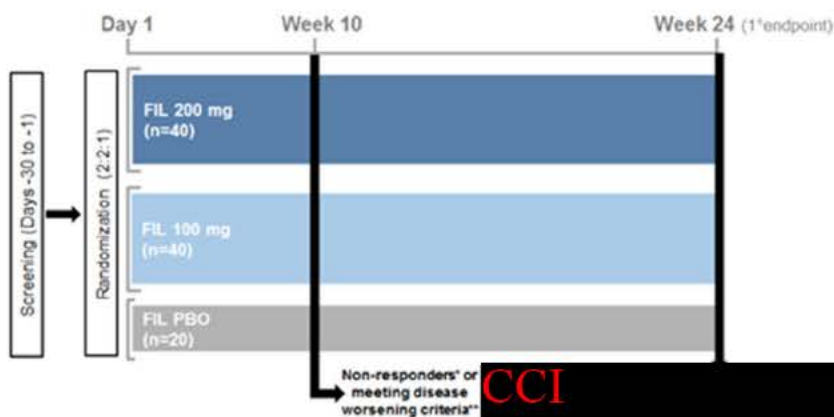 Day 1 Week 10 Week 24 (1°endpoint)
Screening (Days -30 to -1)
Randomization (2:2:1)
FIL 200 mg
(n=40)
FIL 100 mg
(n=40)
FIL PBO
(n=20)
Non-responders* or
meeting disease
worsening criteria**
CCI